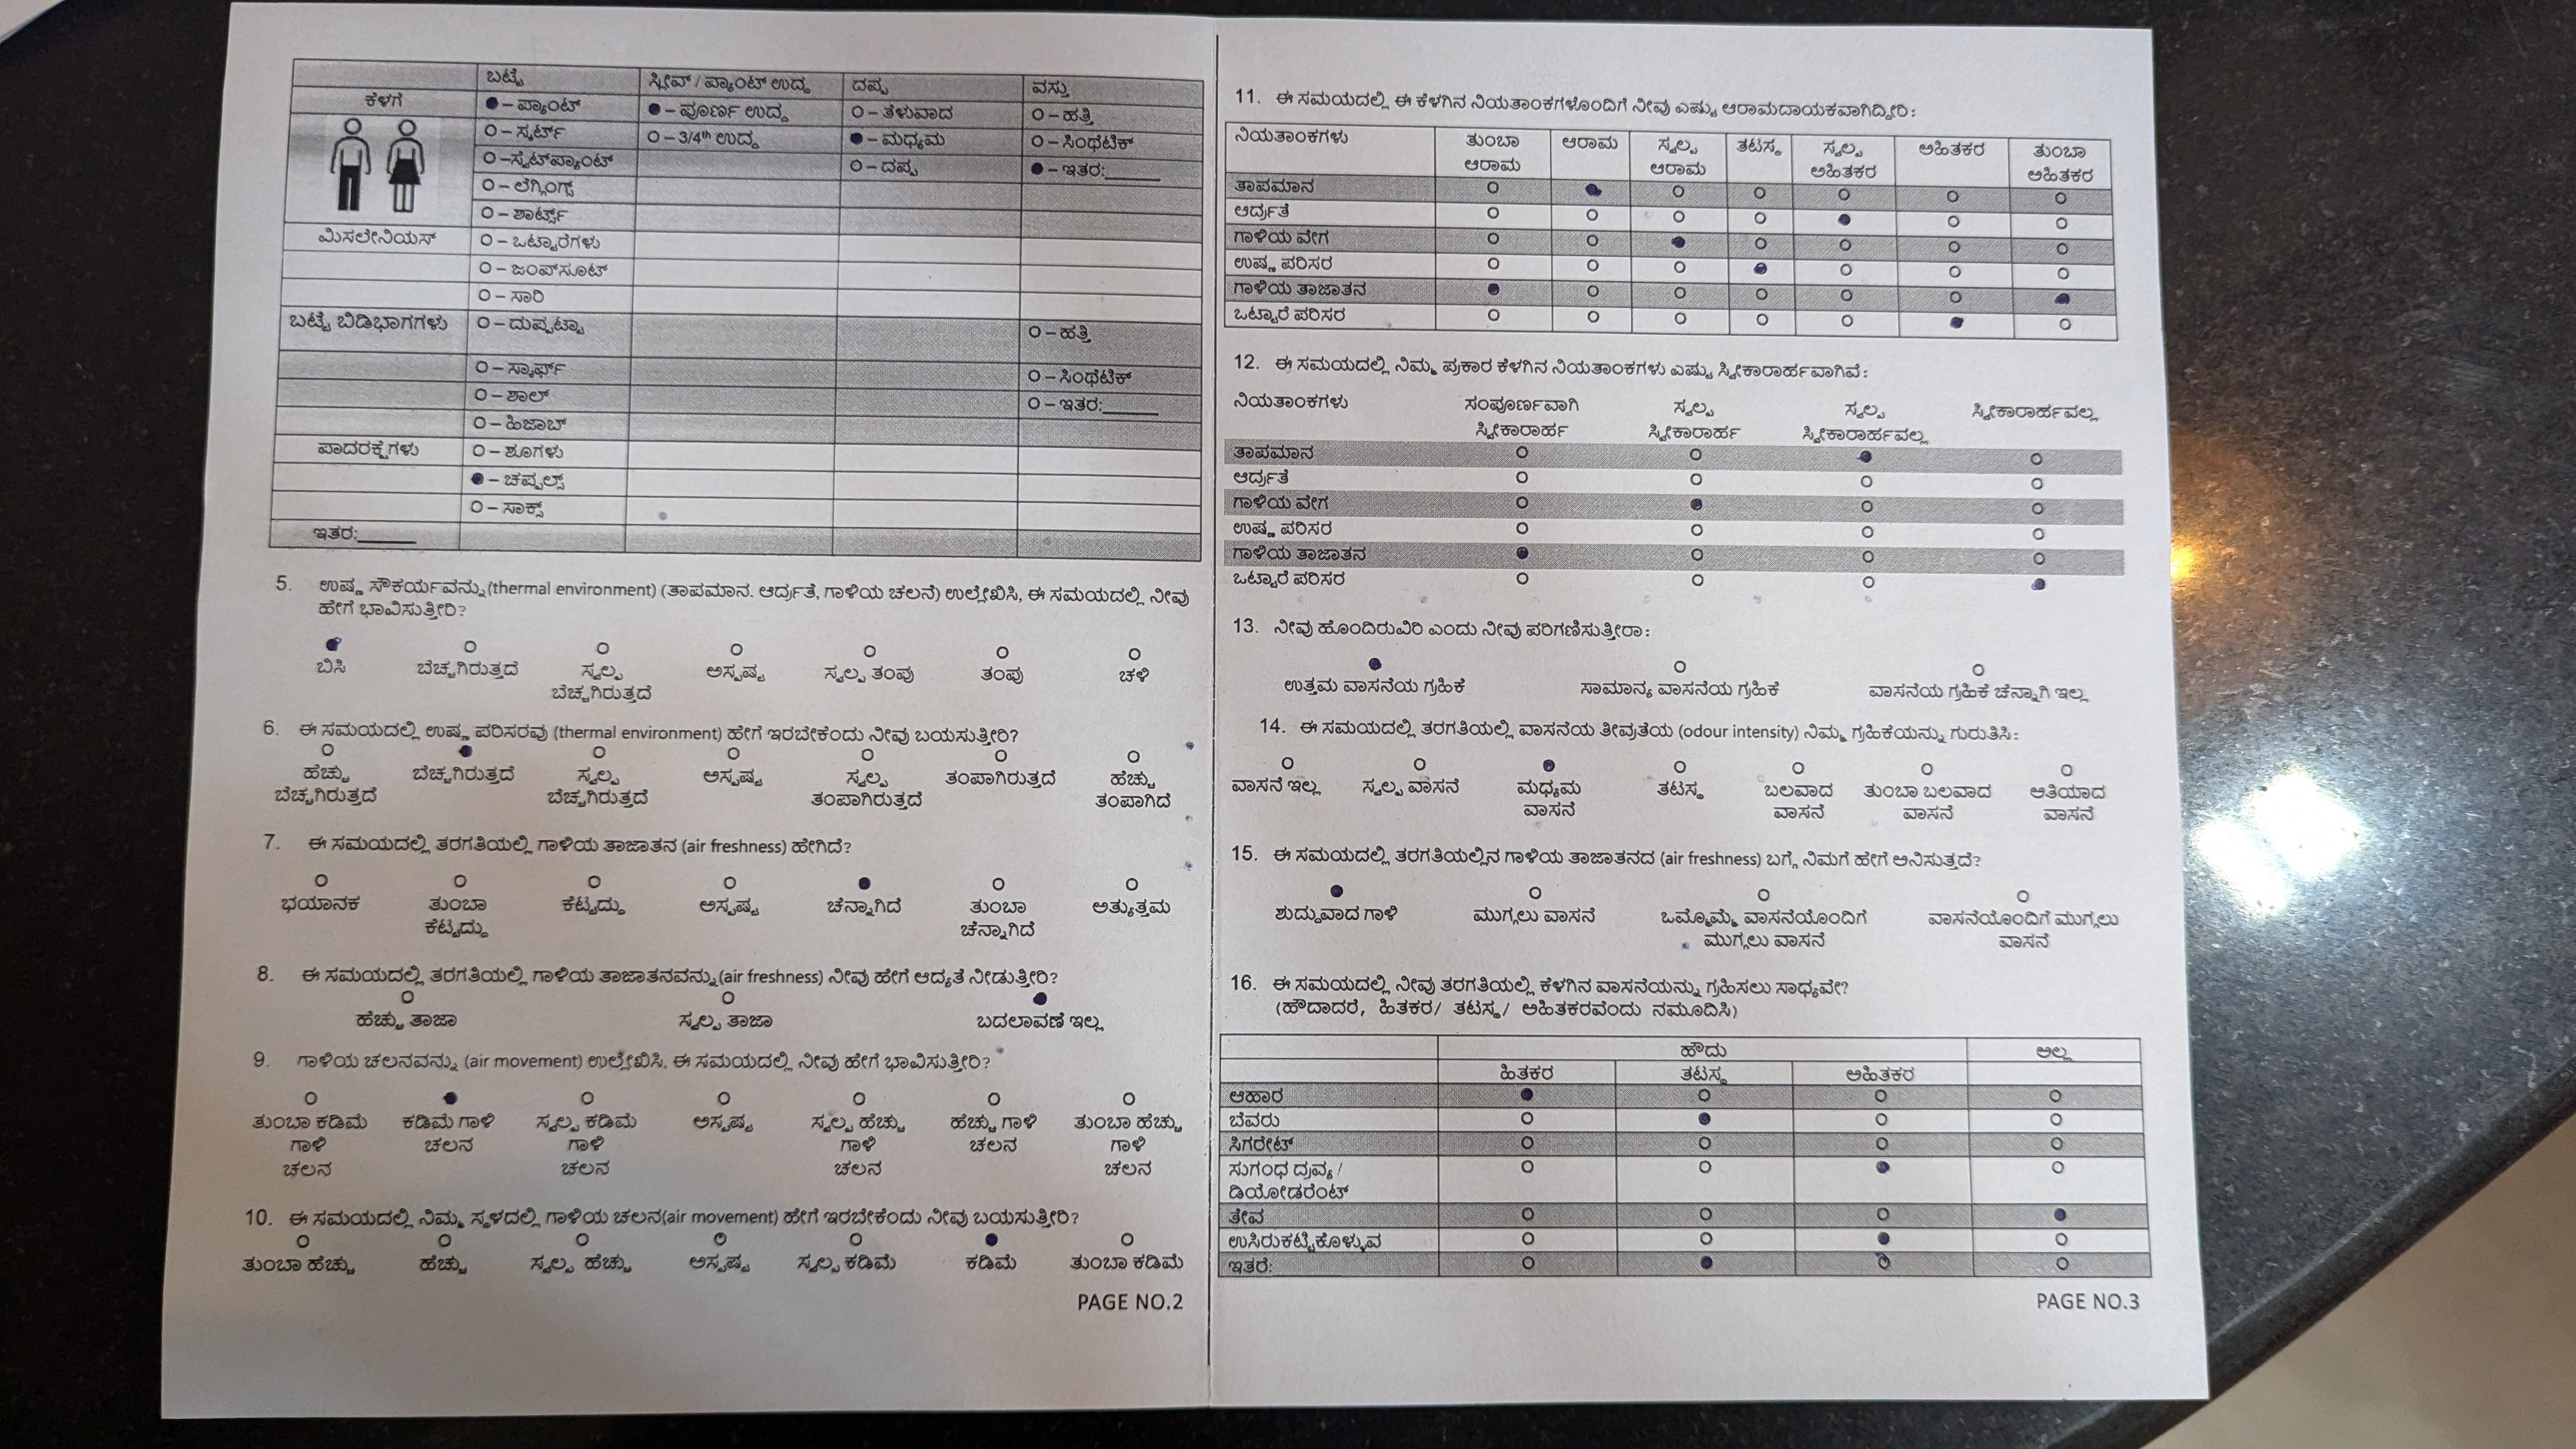 ಬಟ್ಟೆ ಸ್ಲೀವ್ / ಪ್ಯಾಂಟ್ ಉದ್ದ ದಪ್ಪ ವಸ್ತು
ಕೆಳಗೆ ●– ಪ್ಯಾಂಟ್ ●– ಪೂರ್ಣ ಉದ್ದ O – ತೆಳುವಾದ O – ಹತ್ತಿ
O – ಸ್ಕರ್ಟ್ O – 3/4th ಉದ್ದ ●– ಮಧ್ಯಮ O – ಸಿಂಥೆಟಿಕ್
O –ಸ್ವೆಟ್‌ಪ್ಯಾಂಟ್ O – ದಪ್ಪ ●– ಇತರ:______
O – ಲೆಗ್ಗಿಂಗ್ಸ್
O – ಶಾರ್ಟ್ಸ್
ಮಿಸಲೇನಿಯಸ್ O – ಒಟ್ಟಾರೆಗಳು
O – ಜಂಪ್‌ಸೂಟ್
O – ಸಾರಿ
ಬಟ್ಟೆ ಬಿಡಿಭಾಗಗಳು O – ದುಪ್ಪಟ್ಟಾ O – ಹತ್ತಿ
O – ಸ್ಕಾರ್ಫ್ O – ಸಿಂಥೆಟಿಕ್
O – ಶಾಲ್ O – ಇತರ:______
O – ಹಿಜಾಬ್
ಪಾದರಕ್ಷೆಗಳು O – ಶೂಗಳು
●– ಚಪ್ಪಲ್ಸ್
O – ಸಾಕ್ಸ್
ಇತರ:______
5. ಉಷ್ಣ ಸೌಕರ್ಯವನ್ನು(thermal environment) (ತಾಪಮಾನ. ಆರ್ದ್ರತೆ, ಗಾಳಿಯ ಚಲನೆ) ಉಲ್ಲೇಖಿಸಿ, ಈ ಸಮಯದಲ್ಲಿ ನೀವು
ಹೇಗೆ ಭಾವಿಸುತ್ತೀರಿ?
● O O O O O O
ಬಿಸಿ ಬೆಚ್ಚಗಿರುತ್ತದೆ ಸ್ವಲ್ಪ ಅಸ್ಪಷ್ಟ ಸ್ವಲ್ಪ ತಂಪು ತಂಪು ಚಳಿ
ಬೆಚ್ಚಗಿರುತ್ತದೆ
6. ಈ ಸಮಯದಲ್ಲಿ ಉಷ್ಣ ಪರಿಸರವು (thermal environment) ಹೇಗೆ ಇರಬೇಕೆಂದು ನೀವು ಬಯಸುತ್ತೀರಿ?
O ● O O O O O
ಹೆಚ್ಚು ಬೆಚ್ಚಗಿರುತ್ತದೆ ಸ್ವಲ್ಪ ಅಸ್ಪಷ್ಟ ಸ್ವಲ್ಪ ತಂಪಾಗಿರುತ್ತದೆ ಹೆಚ್ಚು
ಬೆಚ್ಚಗಿರುತ್ತದೆ ಬೆಚ್ಚಗಿರುತ್ತದೆ ತಂಪಾಗಿರುತ್ತದೆ ತಂಪಾಗಿದೆ
7. ಈ ಸಮಯದಲ್ಲಿ ತರಗತಿಯಲ್ಲಿ ಗಾಳಿಯ ತಾಜಾತನ (air freshness) ಹೇಗಿದೆ?
O O O O ● O O
ಭಯಾನಕ ತುಂಬಾ ಕೆಟ್ಟದ್ದು ಅಸ್ಪಷ್ಟ ಚೆನ್ನಾಗಿದೆ ತುಂಬಾ ಅತ್ಯುತ್ತಮ
ಕೆಟ್ಟದ್ದು ಚೆನ್ನಾಗಿದೆ
8. ಈ ಸಮಯದಲ್ಲಿ ತರಗತಿಯಲ್ಲಿ ಗಾಳಿಯ ತಾಜಾತನವನ್ನು(air freshness) ನೀವು ಹೇಗೆ ಆದ್ಯತೆ ನೀಡುತ್ತೀರಿ?
O O ●
ಹೆಚ್ಚು ತಾಜಾ ಸ್ವಲ್ಪ ತಾಜಾ ಬದಲಾವಣೆ ಇಲ್ಲ
9. ಗಾಳಿಯ ಚಲನವನ್ನು (air movement) ಉಲ್ಲೇಖಿಸಿ, ಈ ಸಮಯದಲ್ಲಿ ನೀವು ಹೇಗೆ ಭಾವಿಸುತ್ತೀರಿ?
O ● O O O O O
ತುಂಬಾ ಕಡಿಮೆ ಕಡಿಮೆ ಗಾಳಿ ಸ್ವಲ್ಪ ಕಡಿಮೆ ಅಸ್ಪಷ್ಟ ಸ್ವಲ್ಪ ಹೆಚ್ಚು ಹೆಚ್ಚು ಗಾಳಿ ತುಂಬಾ ಹೆಚ್ಚು
ಗಾಳಿ ಚಲನ ಗಾಳಿ ಗಾಳಿ ಚಲನ ಗಾಳಿ
ಚಲನ ಚಲನ ಚಲನ ಚಲನ
10. ಈ ಸಮಯದಲ್ಲಿ ನಿಮ್ಮ ಸ್ಥಳದಲ್ಲಿ ಗಾಳಿಯ ಚಲನ(air movement) ಹೇಗೆ ಇರಬೇಕೆಂದು ನೀವು ಬಯಸುತ್ತೀರಿ?
O O O O O ● O
ತುಂಬಾ ಹೆಚ್ಚು ಹೆಚ್ಚು ಸ್ವಲ್ಪ ಹೆಚ್ಚು ಅಸ್ಪಷ್ಟ ಸ್ವಲ್ಪ ಕಡಿಮೆ ಕಡಿಮೆ ತುಂಬಾ ಕಡಿಮೆ
PAGE NO.2
11. ಈ ಸಮಯದಲ್ಲಿ ಈ ಕೆಳಗಿನ ನಿಯತಾಂಕಗಳೊಂದಿಗೆ ನೀವು ಎಷ್ಟು ಆರಾಮದಾಯಕವಾಗಿದ್ದೀರಿ:
ನಿಯತಾಂಕಗಳು ತುಂಬಾ ಆರಾಮ ಸ್ವಲ್ಪ ತಟಸ್ಥ ಸ್ವಲ್ಪ ಅಹಿತಕರ ತುಂಬಾ
ಆರಾಮ ಆರಾಮ ಅಹಿತಕರ ಅಹಿತಕರ
ತಾಪಮಾನ O ● O O O O O
ಆರ್ದ್ರತೆ O O O O ● O O
ಗಾಳಿಯ ವೇಗ O O ● O O O O
ಉಷ್ಣ ಪರಿಸರ O O O ● O O O
ಗಾಳಿಯ ತಾಜಾತನ ● O O O O O ●
ಒಟ್ಟಾರೆ ಪರಿಸರ O O O O O ● O
12. ಈ ಸಮಯದಲ್ಲಿ ನಿಮ್ಮ ಪ್ರಕಾರ ಕೆಳಗಿನ ನಿಯತಾಂಕಗಳು ಎಷ್ಟು ಸ್ವೀಕಾರಾರ್ಹವಾಗಿವೆ:
ನಿಯತಾಂಕಗಳು ಸಂಪೂರ್ಣವಾಗಿ ಸ್ವಲ್ಪ ಸ್ವಲ್ಪ ಸ್ವೀಕಾರಾರ್ಹವಲ್ಲ
ಸ್ವೀಕಾರಾರ್ಹ ಸ್ವೀಕಾರಾರ್ಹ ಸ್ವೀಕಾರಾರ್ಹವಲ್ಲ
ತಾಪಮಾನ O O ● O
ಆರ್ದ್ರತೆ O O O O
ಗಾಳಿಯ ವೇಗ O ● O O
ಉಷ್ಣ ಪರಿಸರ O O O O
ಗಾಳಿಯ ತಾಜಾತನ ● O O O
ಒಟ್ಟಾರೆ ಪರಿಸರ O O O ●
13. ನೀವು ಹೊಂದಿರುವಿರಿ ಎಂದು ನೀವು ಪರಿಗಣಿಸುತ್ತೀರಾ:
● O O
ಉತ್ತಮ ವಾಸನೆಯ ಗ್ರಹಿಕೆ ಸಾಮಾನ್ಯ ವಾಸನೆಯ ಗ್ರಹಿಕೆ ವಾಸನೆಯ ಗ್ರಹಿಕೆ ಚೆನ್ನಾಗಿ ಇಲ್ಲ
14. ಈ ಸಮಯದಲ್ಲಿ ತರಗತಿಯಲ್ಲಿ ವಾಸನೆಯ ತೀವ್ರತೆಯ (odour intensity) ನಿಮ್ಮ ಗ್ರಹಿಕೆಯನ್ನು ಗುರುತಿಸಿ:
O O ● O O O O
ವಾಸನೆ ಇಲ್ಲ ಸ್ವಲ್ಪ ವಾಸನೆ ಮಧ್ಯಮ ತಟಸ್ಥ ಬಲವಾದ ತುಂಬಾ ಬಲವಾದ ಅತಿಯಾದ
ವಾಸನೆ ವಾಸನೆ ವಾಸನೆ ವಾಸನೆ
15. ಈ ಸಮಯದಲ್ಲಿ ತರಗತಿಯಲ್ಲಿನ ಗಾಳಿಯ ತಾಜಾತನದ (air freshness) ಬಗ್ಗೆ ನಿಮಗೆ ಹೇಗೆ ಅನಿಸುತ್ತದೆ?
● O O O
ಶುದ್ದುವಾದ ಗಾಳಿ ಮುಗ್ಗಲು ವಾಸನೆ ಒಮ್ಮೊಮ್ಮೆ ವಾಸನೆಯೊಂದಿಗೆ ವಾಸನೆಯೊಂದಿಗೆ ಮುಗ್ಗಲು
ಮುಗ್ಗಲು ವಾಸನೆ ವಾಸನೆ
16. ಈ ಸಮಯದಲ್ಲಿ ನೀವು ತರಗತಿಯಲ್ಲಿ ಕೆಳಗಿನ ವಾಸನೆಯನ್ನು ಗ್ರಹಿಸಲು ಸಾಧ್ಯವೇ?
(ಹೌದಾದರೆ, ಹಿತಕರ/ ತಟಸ್ಥ/ ಅಹಿತಕರವೆಂದು ನಮೂದಿಸಿ)
ಹೌದು ಅಲ್ಲ
ಹಿತಕರ ತಟಸ್ಥ ಅಹಿತಕರ
ಆಹಾರ ● O O O
ಬೆವರು O ● O O
ಸಿಗರೇಟ್ O O O O
ಸುಗಂಧ ದ್ರವ್ಯ / O O ● O
ಡಿಯೋಡರೆಂಟ್
ತೇವ O O O ●
ಉಸಿರುಕಟ್ಟಿಕೊಳ್ಳುವ O O ● O
ಇತರೆ: O ● O O
PAGE NO.3